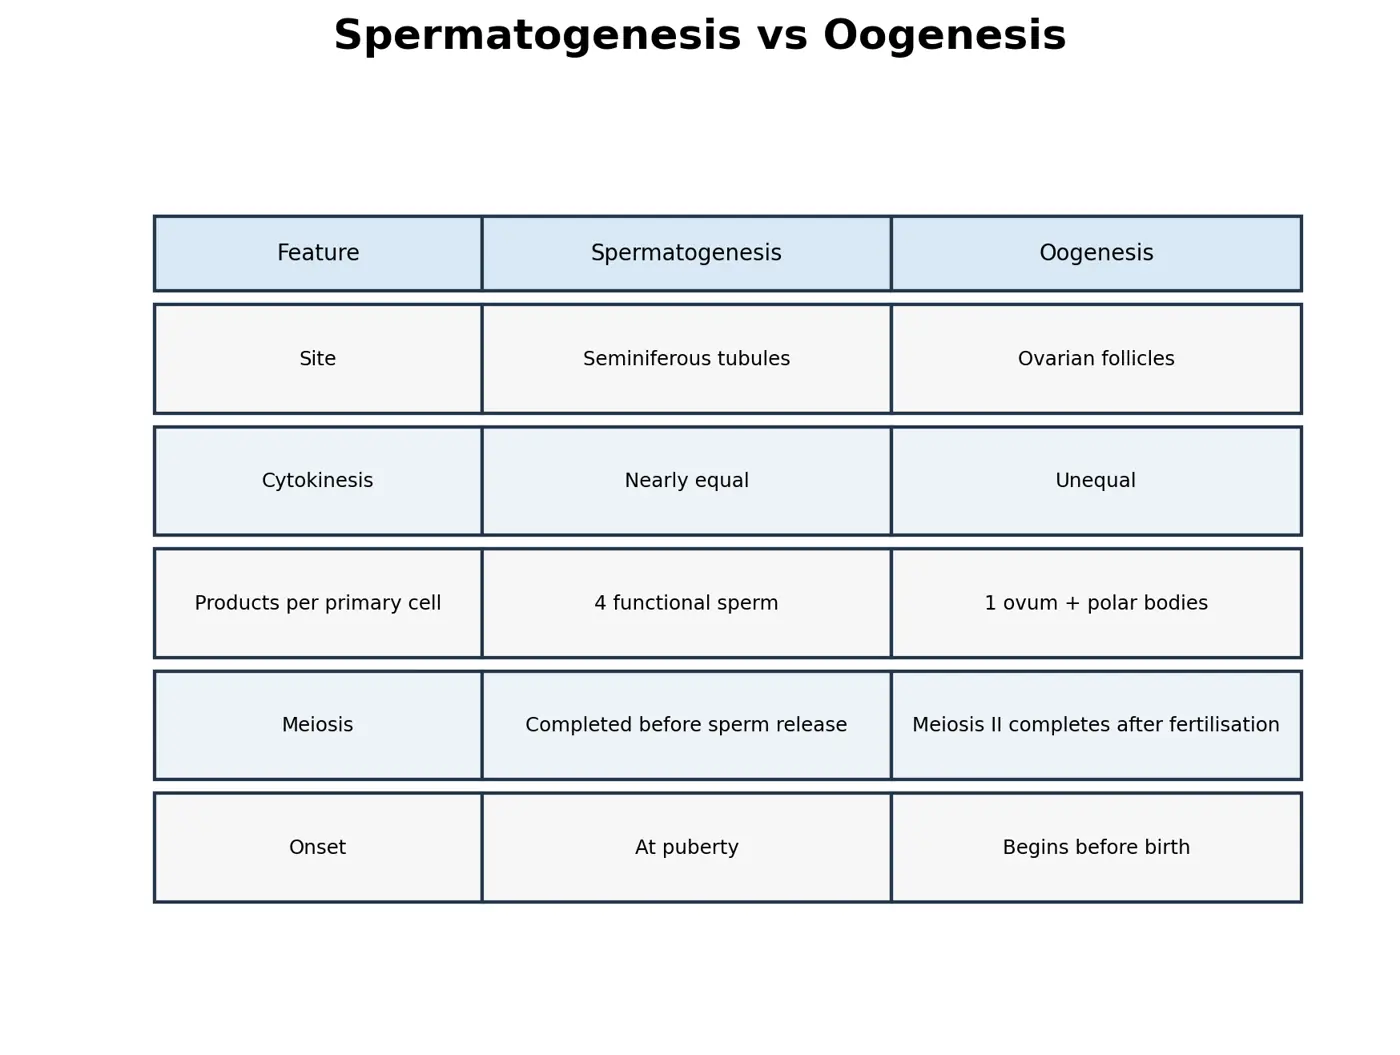 Spermatogenesis vs Oogenesis
Feature Spermatogenesis Oogenesis
Site Seminiferous tubules Ovarian follicles
Cytokinesis Nearly equal Unequal
Products per primary cell 4 functional sperm 1 ovum + polar bodies
Meiosis Completed before sperm release Meiosis II completes after fertilisation
Onset At puberty Begins before birth